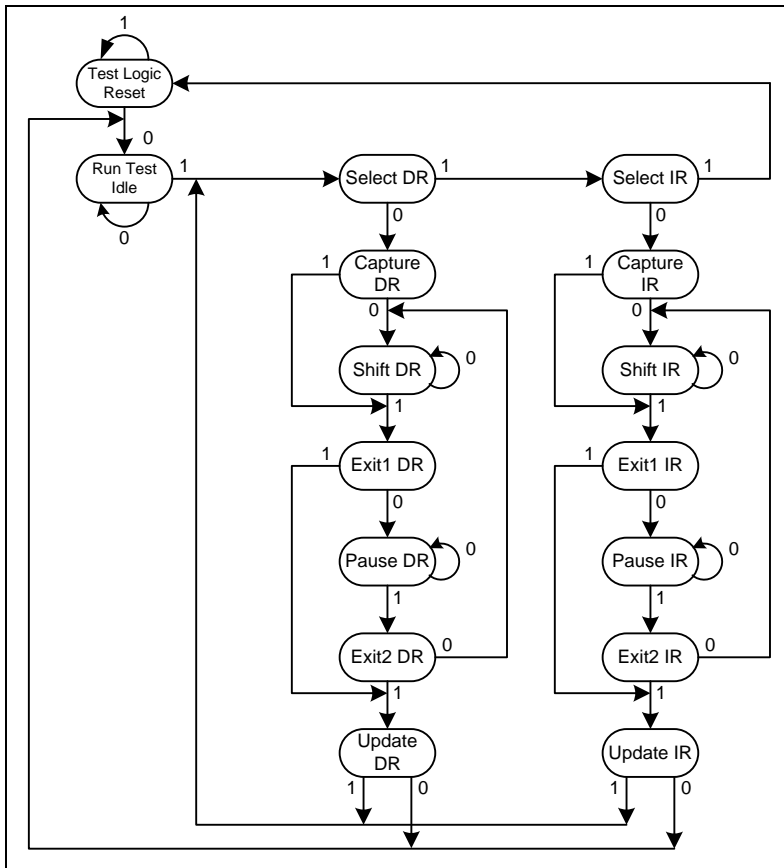 1
Test Logic
Reset
0
Run Test
Idle
1
0
Select DR
1
Select IR
1
0
0
Capture
DR
1
0
Capture
IR
1
0
Shift DR
0
1
Shift IR
0
1
Exit1 DR
1
0
Exit1 IR
1
0
Pause DR
0
1
Pause IR
0
1
Exit2 DR
0
1
Exit2 IR
0
1
Update
DR
1
0
Update IR
1
0